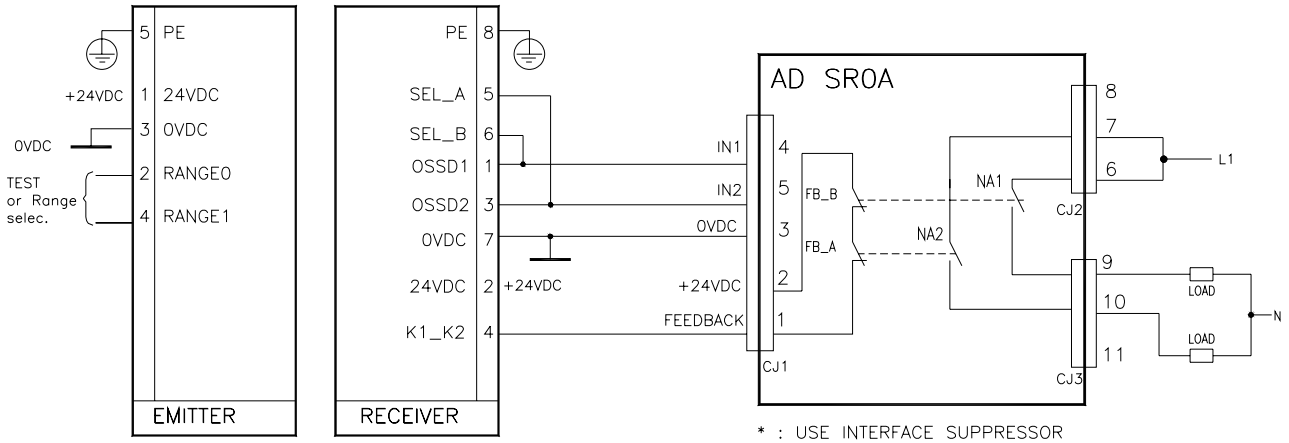 5 PE
+24VDC 1 24VDC
3 0VDC
0VDC
2 RANGE0
TEST
or Range
selec.
4 RANGE1
EMITTER
PE 8
SEL_A 5
SEL_B 6
OSSD1 1
OSSD2 3
0VDC 7
24VDC 2 +24VDC
K1_K2 4
RECEIVER
AD SR0A
IN1 4
IN2 5
0VDC 3
+24VDC 2
FEEDBACK 1
CJ1
FB_B
FB_A
NA1
NA2
8
7
6
CJ2
L1
9
10
11
CJ3
LOAD
LOAD
N
* : USE INTERFACE SUPPRESSOR